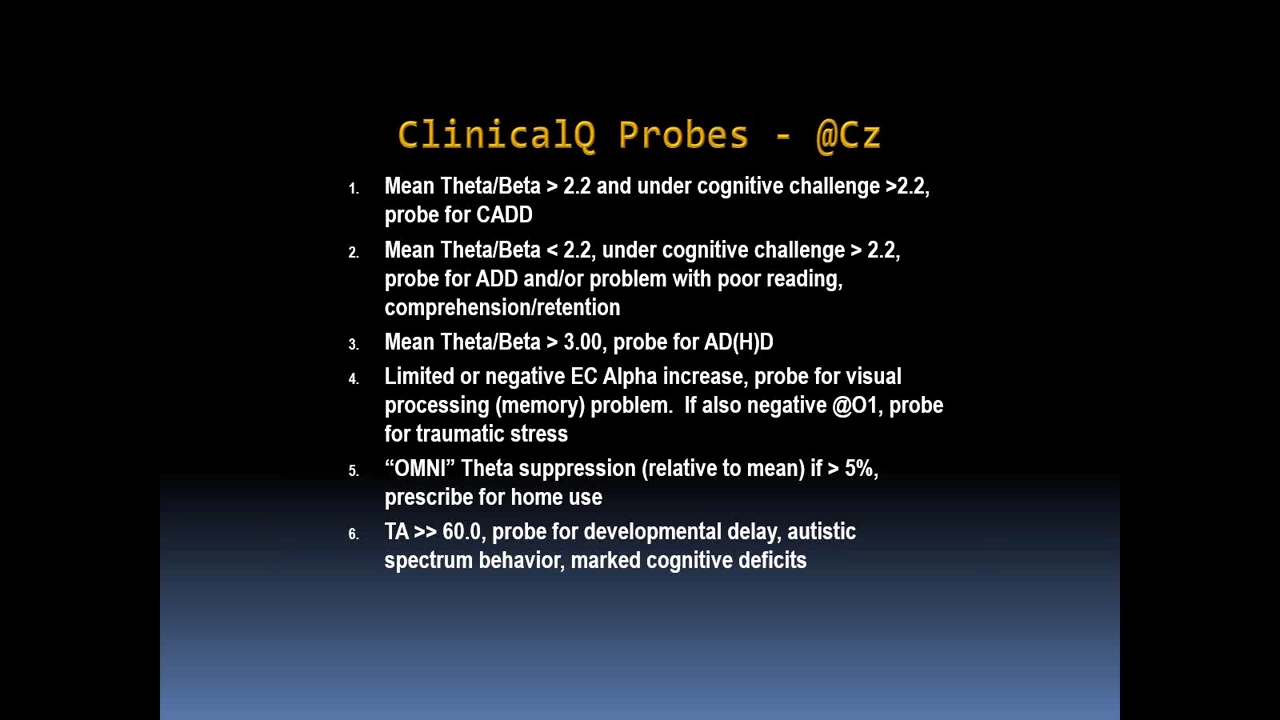 ClinicalQ Probes - @Cz
1. Mean Theta/Beta > 2.2 and under cognitive challenge >2.2,
probe for CADD
2. Mean Theta/Beta < 2.2, under cognitive challenge > 2.2,
probe for ADD and/or problem with poor reading,
comprehension/retention
3. Mean Theta/Beta > 3.00, probe for AD(H)D
4. Limited or negative EC Alpha increase, probe for visual
processing (memory) problem.  If also negative @O1, probe
for traumatic stress
5. “OMNI” Theta suppression (relative to mean) if > 5%,
prescribe for home use
6. TA >> 60.0, probe for developmental delay, autistic
spectrum behavior, marked cognitive deficits